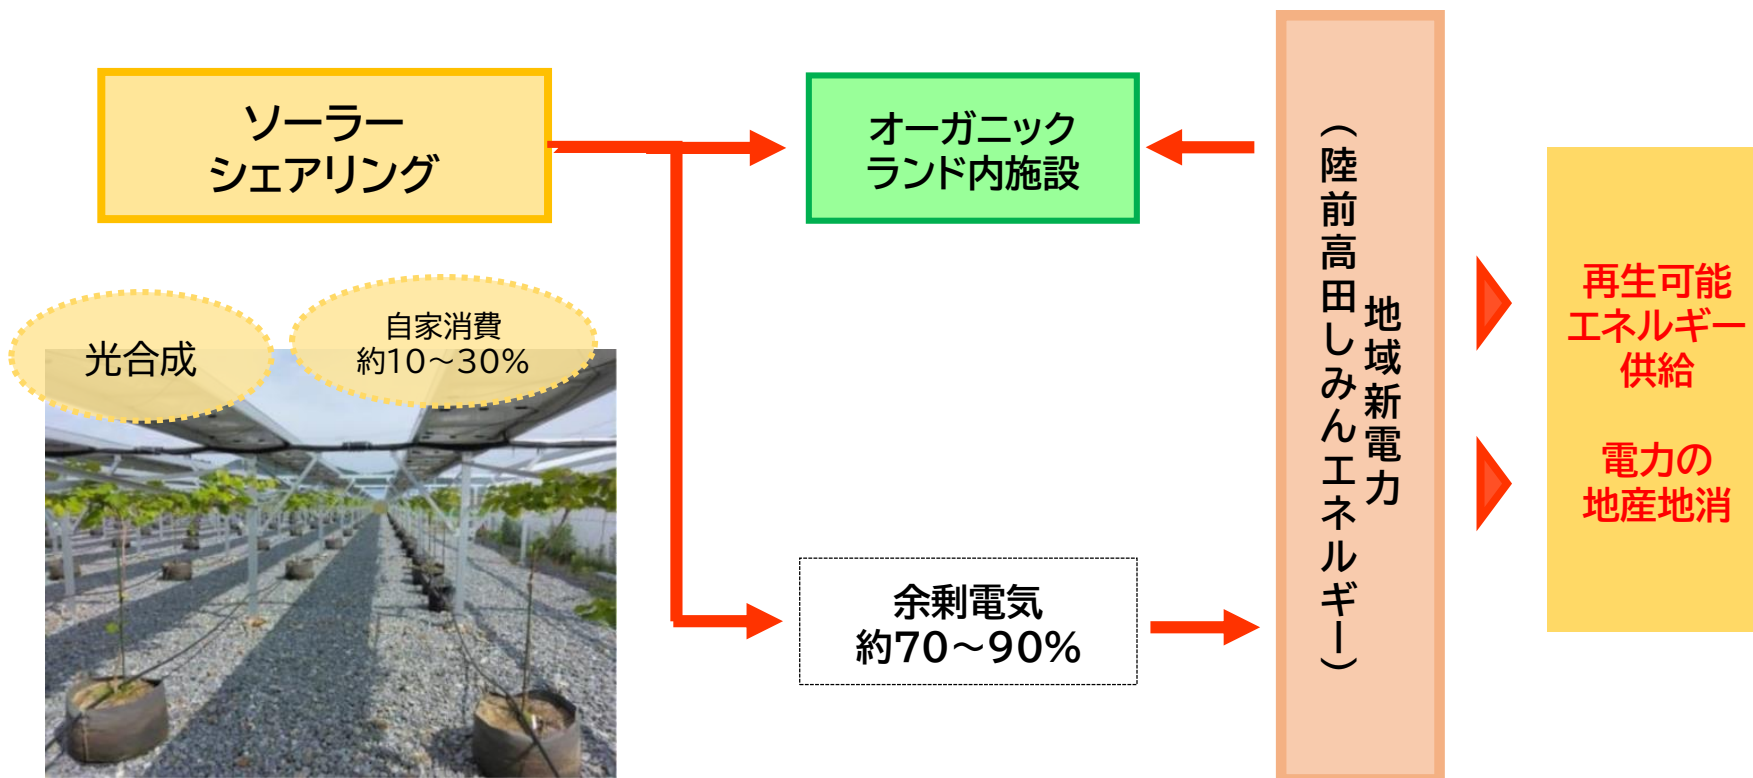 ソーラー
シェアリング
オーガニック
ランド内施設
光合成
自家消費
約10～30%
余剰電気
約70～90%
地域新電力
（陸前高田しみんエネルギー）
再生可能
エネルギー
供給
電力の
地産地消